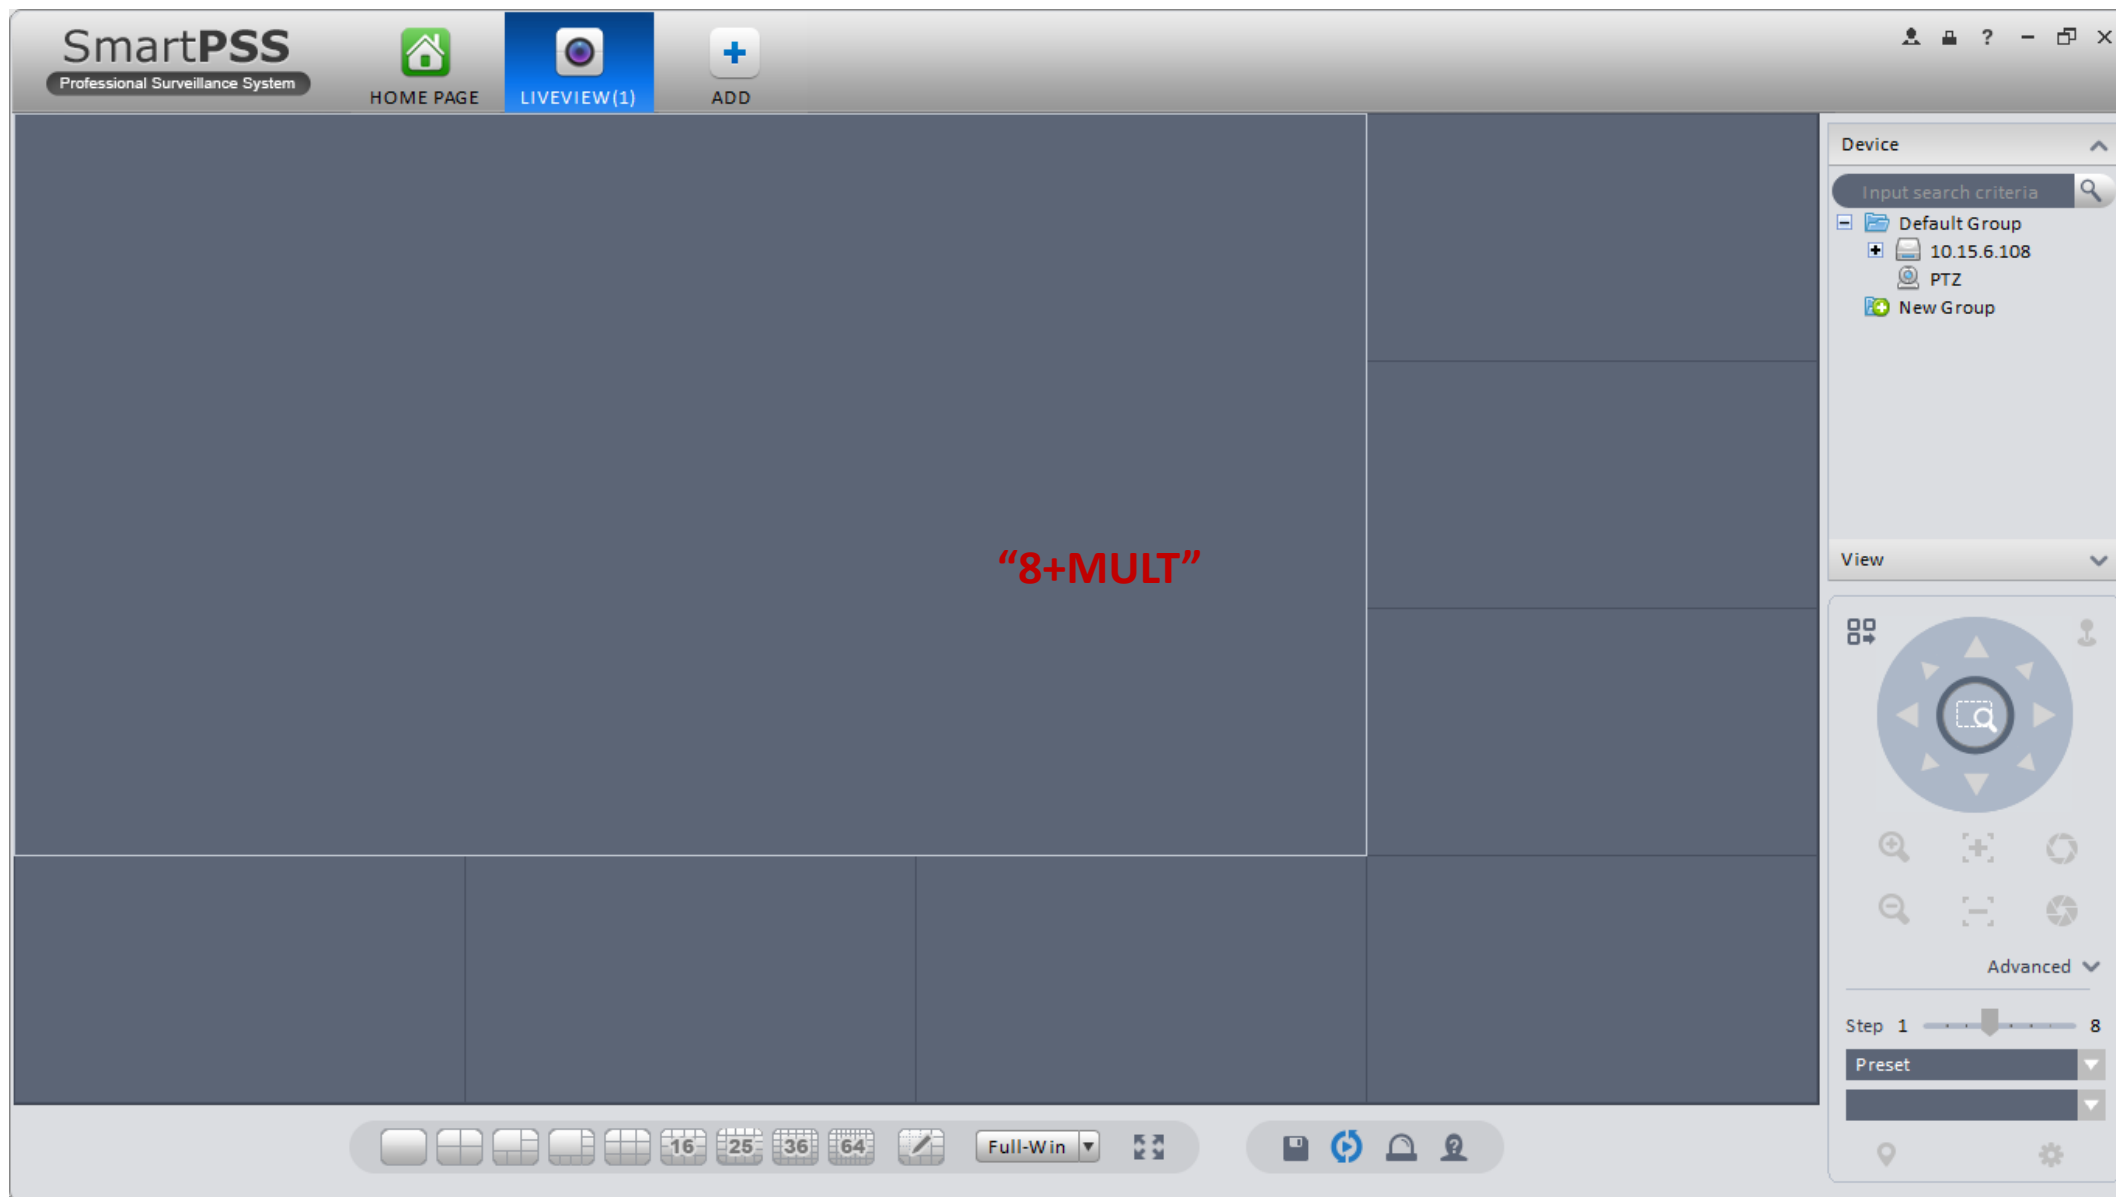 SmartPSS
Professional Surveillance System
HOME PAGE
LIVEVIEW(1)
ADD
?
Device
Input search criteria
Default Group
10.15.6.108
PTZ
New Group
“8+MULT”
View
Advanced
Step 1 8
Preset
16 25 36 64 Full-Win